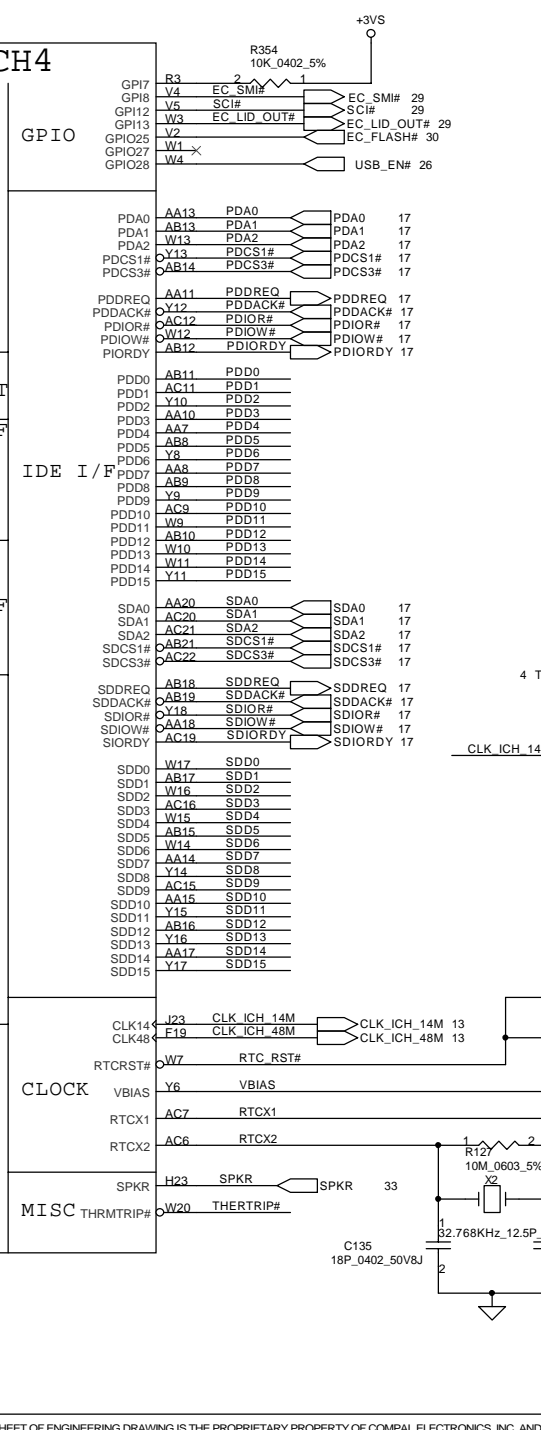 +3VS
CH4
R354
10K_0402_5%
GPIO
GPI7 R3 2 1
GPI8 V4 EC_SMI# EC_SMI# 29
GPI12 V5 SCI# SCI# 29
GPI13 W3 EC_LID_OUT# EC_LID_OUT# 29
GPIO25 V2 EC_FLASH# 30
GPIO27 W1
GPIO28 W4 USB_EN# 26
PDA0 AA13 PDA0 PDA0 17
PDA1 AB13 PDA1 PDA1 17
PDA2 W13 PDA2 PDA2 17
PDCS1# Y13 PDCS1# PDCS1# 17
PDCS3# AB14 PDCS3# PDCS3# 17
PDDREQ AA11 PDDREQ PDDREQ 17
PDDACK# Y12 PDDACK# PDDACK# 17
PDIOR# AC12 PDIOR# PDIOR# 17
PDIOW# W12 PDIOW# PDIOW# 17
PIORDY AB12 PDIORDY PDIORDY 17
PDD0 AB11 PDD0
PDD1 AC11 PDD1
PDD2 Y10 PDD2
PDD3 AA10 PDD3
PDD4 AA7 PDD4
PDD5 AB8 PDD5
PDD6 Y8 PDD6
IDE I/F
PDD7 AA8 PDD7
PDD8 AB9 PDD8
PDD9 Y9 PDD9
PDD10 AC9 PDD10
PDD11 W9 PDD11
PDD12 AB10 PDD12
PDD13 W10 PDD13
PDD14 W11 PDD14
PDD15 Y11 PDD15
SDA0 AA20 SDA0 SDA0 17
SDA1 AC20 SDA1 SDA1 17
SDA2 AC21 SDA2 SDA2 17
SDCS1# AB21 SDCS1# SDCS1# 17
SDCS3# AC22 SDCS3# SDCS3# 17
4 T
SDDREQ AB18 SDDREQ SDDREQ 17
SDDACK# AB19 SDDACK# SDDACK# 17
SDIOR# Y18 SDIOR# SDIOR# 17
SDIOW# AA18 SDIOW# SDIOW# 17
SIORDY AC19 SDIORDY SDIORDY 17
CLK_ICH_14
SDD0 W17 SDD0
SDD1 AB17 SDD1
SDD2 W16 SDD2
SDD3 AC16 SDD3
SDD4 W15 SDD4
SDD5 AB15 SDD5
SDD6 W14 SDD6
SDD7 AA14 SDD7
SDD8 Y14 SDD8
SDD9 AC15 SDD9
SDD10 AA15 SDD10
SDD11 Y15 SDD11
SDD12 AB16 SDD12
SDD13 Y16 SDD13
SDD14 AA17 SDD14
SDD15 Y17 SDD15
CLK14 J23 CLK_ICH_14M CLK_ICH_14M 13
CLK48 F19 CLK_ICH_48M CLK_ICH_48M 13
RTCRST# W7 RTC_RST#
CLOCK
VBIAS Y6 VBIAS
RTCX1 AC7 RTCX1
RTCX2 AC6 RTCX2
1 2
R127
10M_0603_5%
X2
SPKR H23 SPKR SPKR 33
MISC
THRMTRIP# W20 THERTRIP#
1
32.768KHz_12.5P_
C135
18P_0402_50V8J
2
SHEET OF ENGINEERING DRAWING IS THE PROPRIETARY PROPERTY OF COMPAL ELECTRONICS, INC. AND